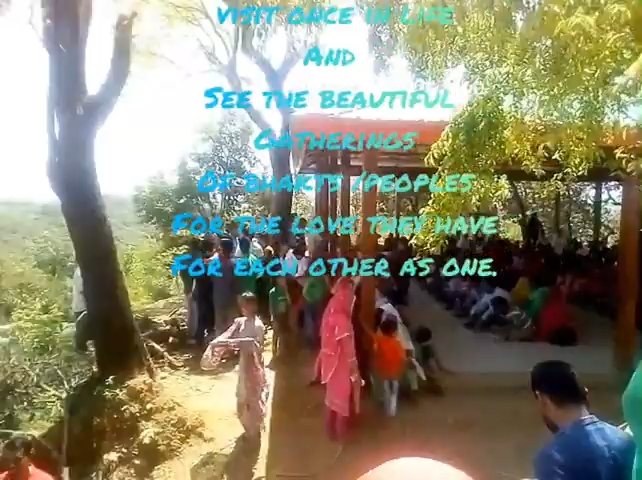 VISIT ONCE IN LIFE
AND
SEE THE BEAUTIFUL
GATHERINGS
OF BHAKTS /PEOPLES
FOR THE LOVE THEY HAVE
FOR EACH OTHER AS ONE.